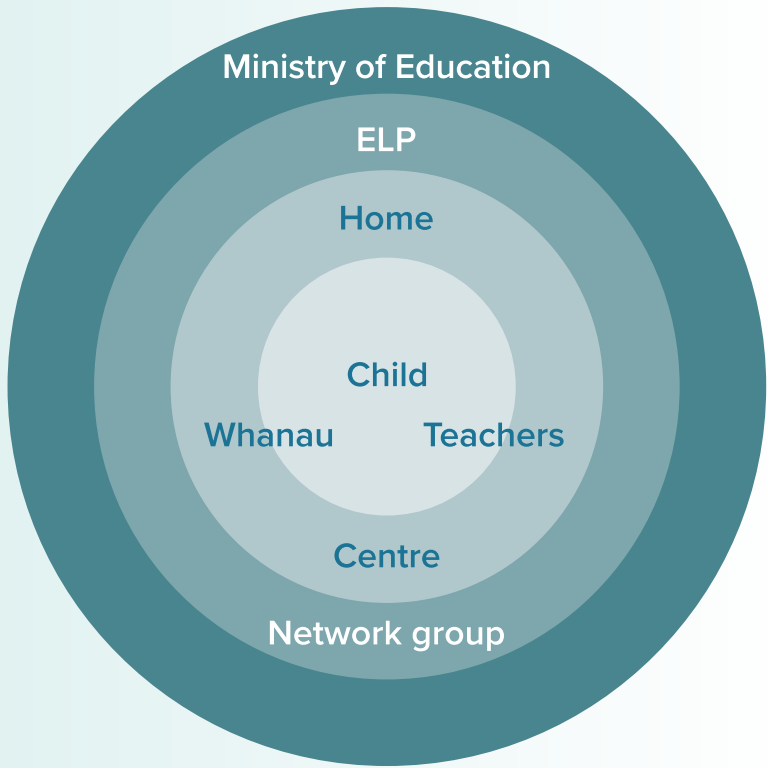 Ministry of Education
ELP
Home
Child
Whanau Teachers
Centre
Network group